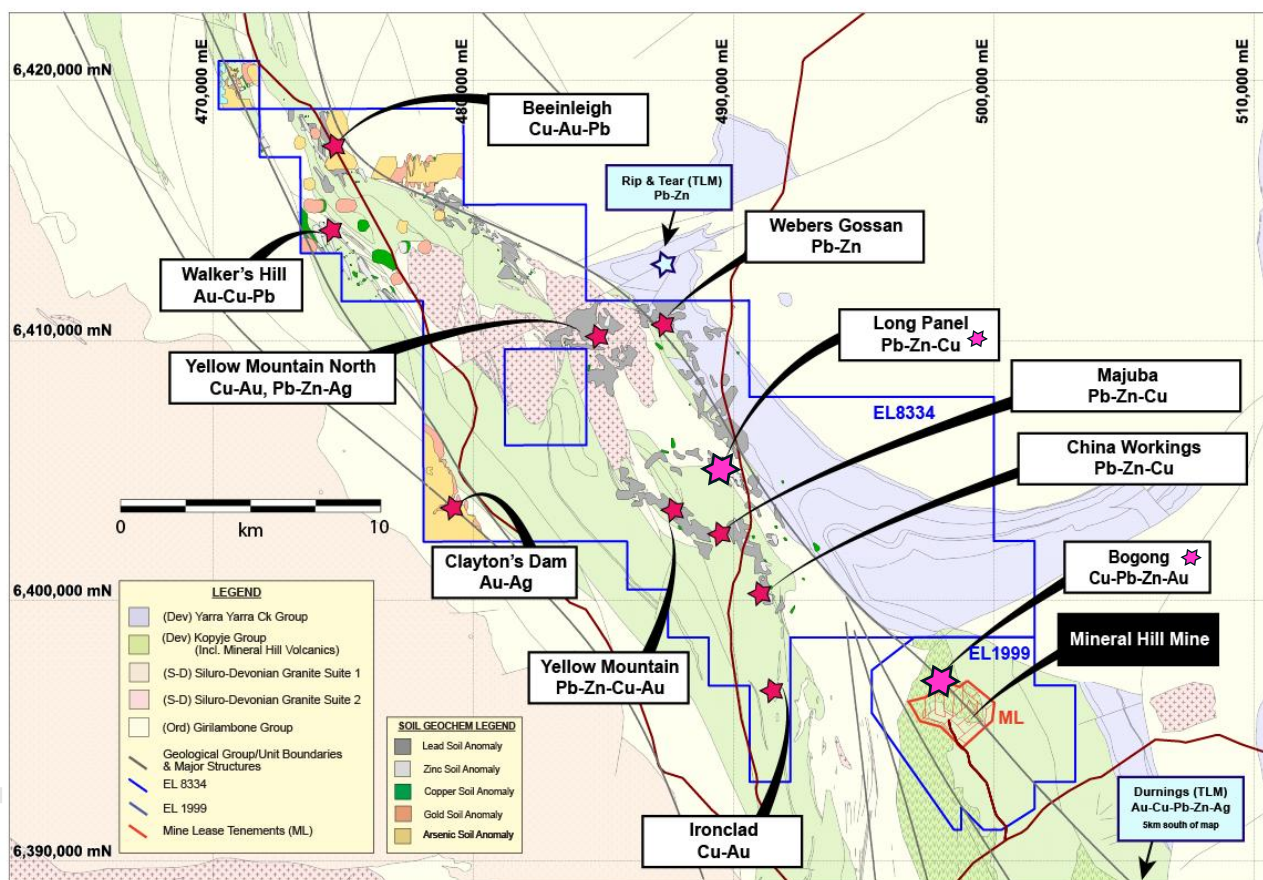 470,000 mE
480,000 mE
490,000 mE
500,000 mE
510,000 mE
6,420,000 mN
6,410,000 mN
6,400,000 mN
6,390,000 mN
Beeinleigh
Cu-Au-Pb
Rip & Tear (TLM)
Pb-Zn
Webers Gossan
Pb-Zn
Walker's Hill
Au-Cu-Pb
Long Panel
Pb-Zn-Cu
Yellow Mountain North
Cu-Au, Pb-Zn-Ag
Majuba
Pb-Zn-Cu
EL8334
China Workings
Pb-Zn-Cu
0
10
km
Clayton's Dam
Au-Ag
Bogong
Cu-Pb-Zn-Au
Mineral Hill Mine
EL1999
ML
Yellow Mountain
Pb-Zn-Cu-Au
Ironclad
Cu-Au
Durnings (TLM)
Au-Cu-Pb-Zn-Ag
5km south of map
LEGEND
(Dev) Yarra Yarra Ck Group
(Dev) Kopyje Group
(Incl. Mineral Hill Volcanics)
(S-D) Siluro-Devonian Granite Suite 1
(S-D) Siluro-Devonian Granite Suite 2
(Ord) Girilambone Group
Geological Group/Unit Boundaries
& Major Structures
EL 8334
EL 1999
Mine Lease Tenements (ML)
SOIL GEOCHEM LEGEND
Lead Soil Anomaly
Zinc Soil Anomaly
Copper Soil Anomaly
Gold Soil Anomaly
Arsenic Soil Anomaly